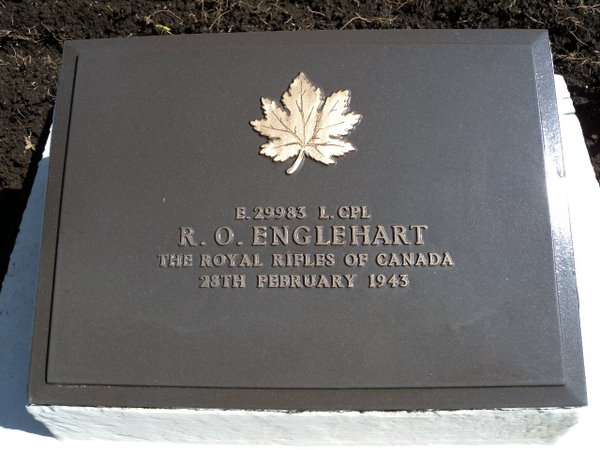 E. 29983 L. CPL
R. O. ENGLEHART
THE ROYAL RIFLES OF CANADA
28TH FEBRUARY 1943